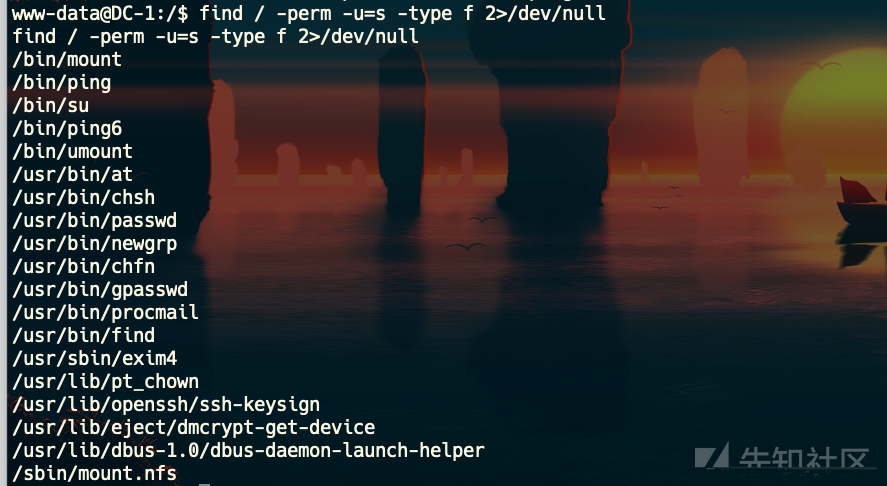 www-data@DC-1:/$ find / -perm -u=s -type f 2>/dev/null
find / -perm -u=s -type f 2>/dev/null
/bin/mount
/bin/ping
/bin/su
/bin/ping6
/bin/umount
/usr/bin/at
/usr/bin/chsh
/usr/bin/passwd
/usr/bin/newgrp
/usr/bin/chfn
/usr/bin/gpasswd
/usr/bin/procmail
/usr/bin/find
/usr/sbin/exim4
/usr/lib/pt_chown
/usr/lib/openssh/ssh-keysign
/usr/lib/eject/dmcrypt-get-device
/usr/lib/dbus-1.0/dbus-daemon-launch-helper
/sbin/mount.nfs
先知社区